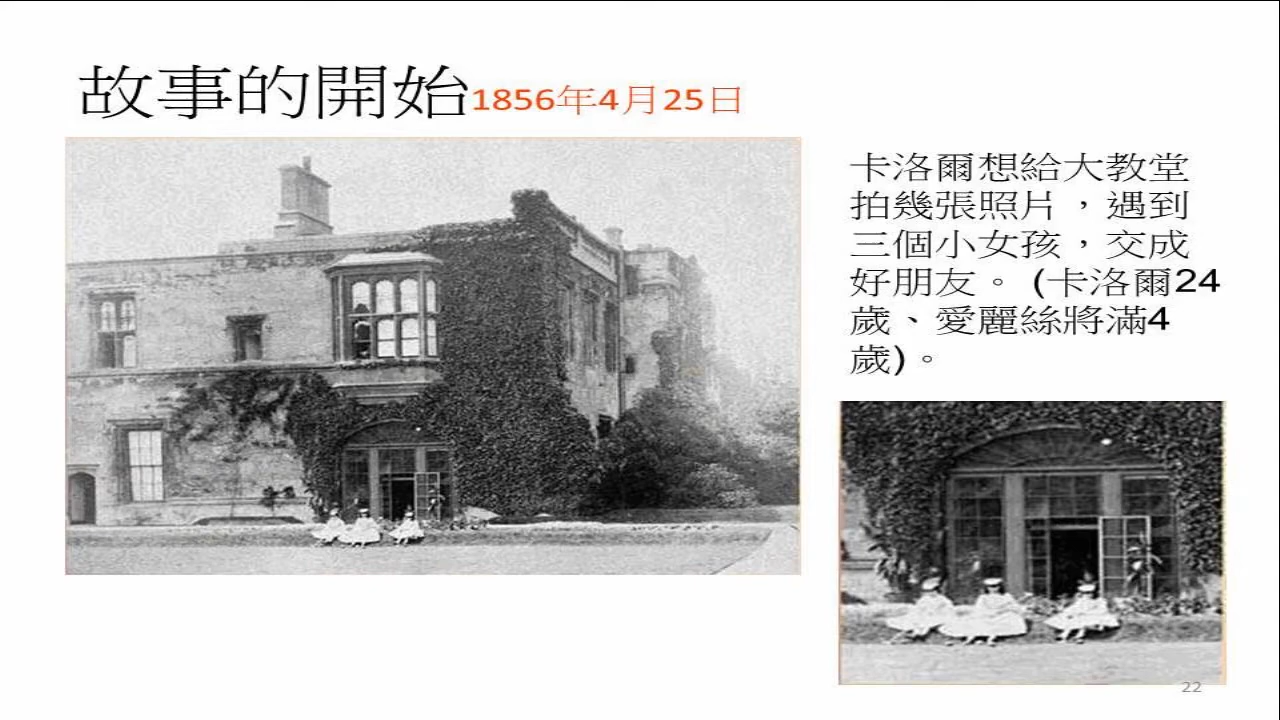 故事的開始1856年4月25日
卡洛爾想給大教堂
拍幾張照片，遇到
三個小女孩，交成
好朋友。(卡洛爾24
歲、愛麗絲將滿4
歲)。
22